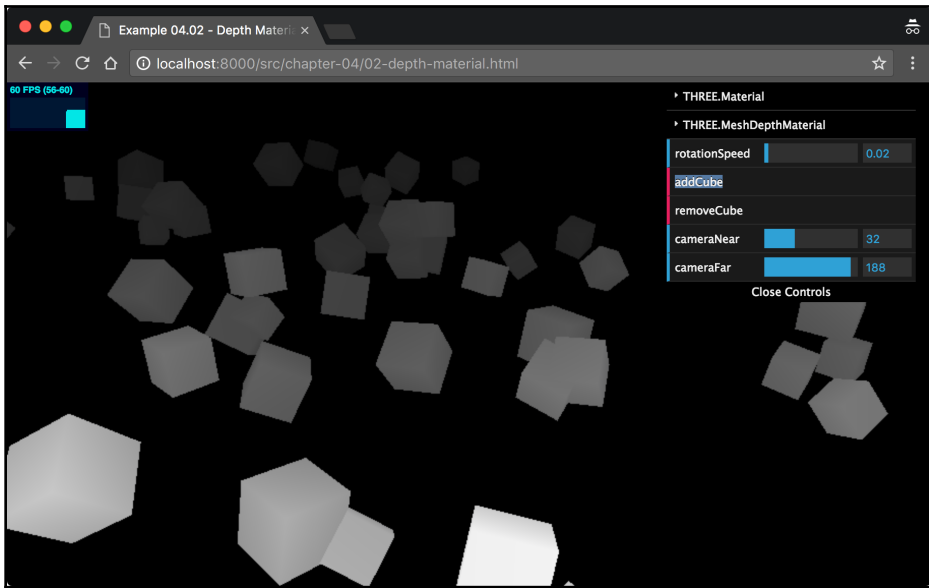 Example 04.02 - Depth Materi
localhost:8000/src/chapter-04/02-depth-material.html
60 FPS (56-60)
THREE.Material
THREE.MeshDepthMaterial
rotationSpeed 0.02
addCube
removeCube
cameraNear 32
cameraFar 188
Close Controls